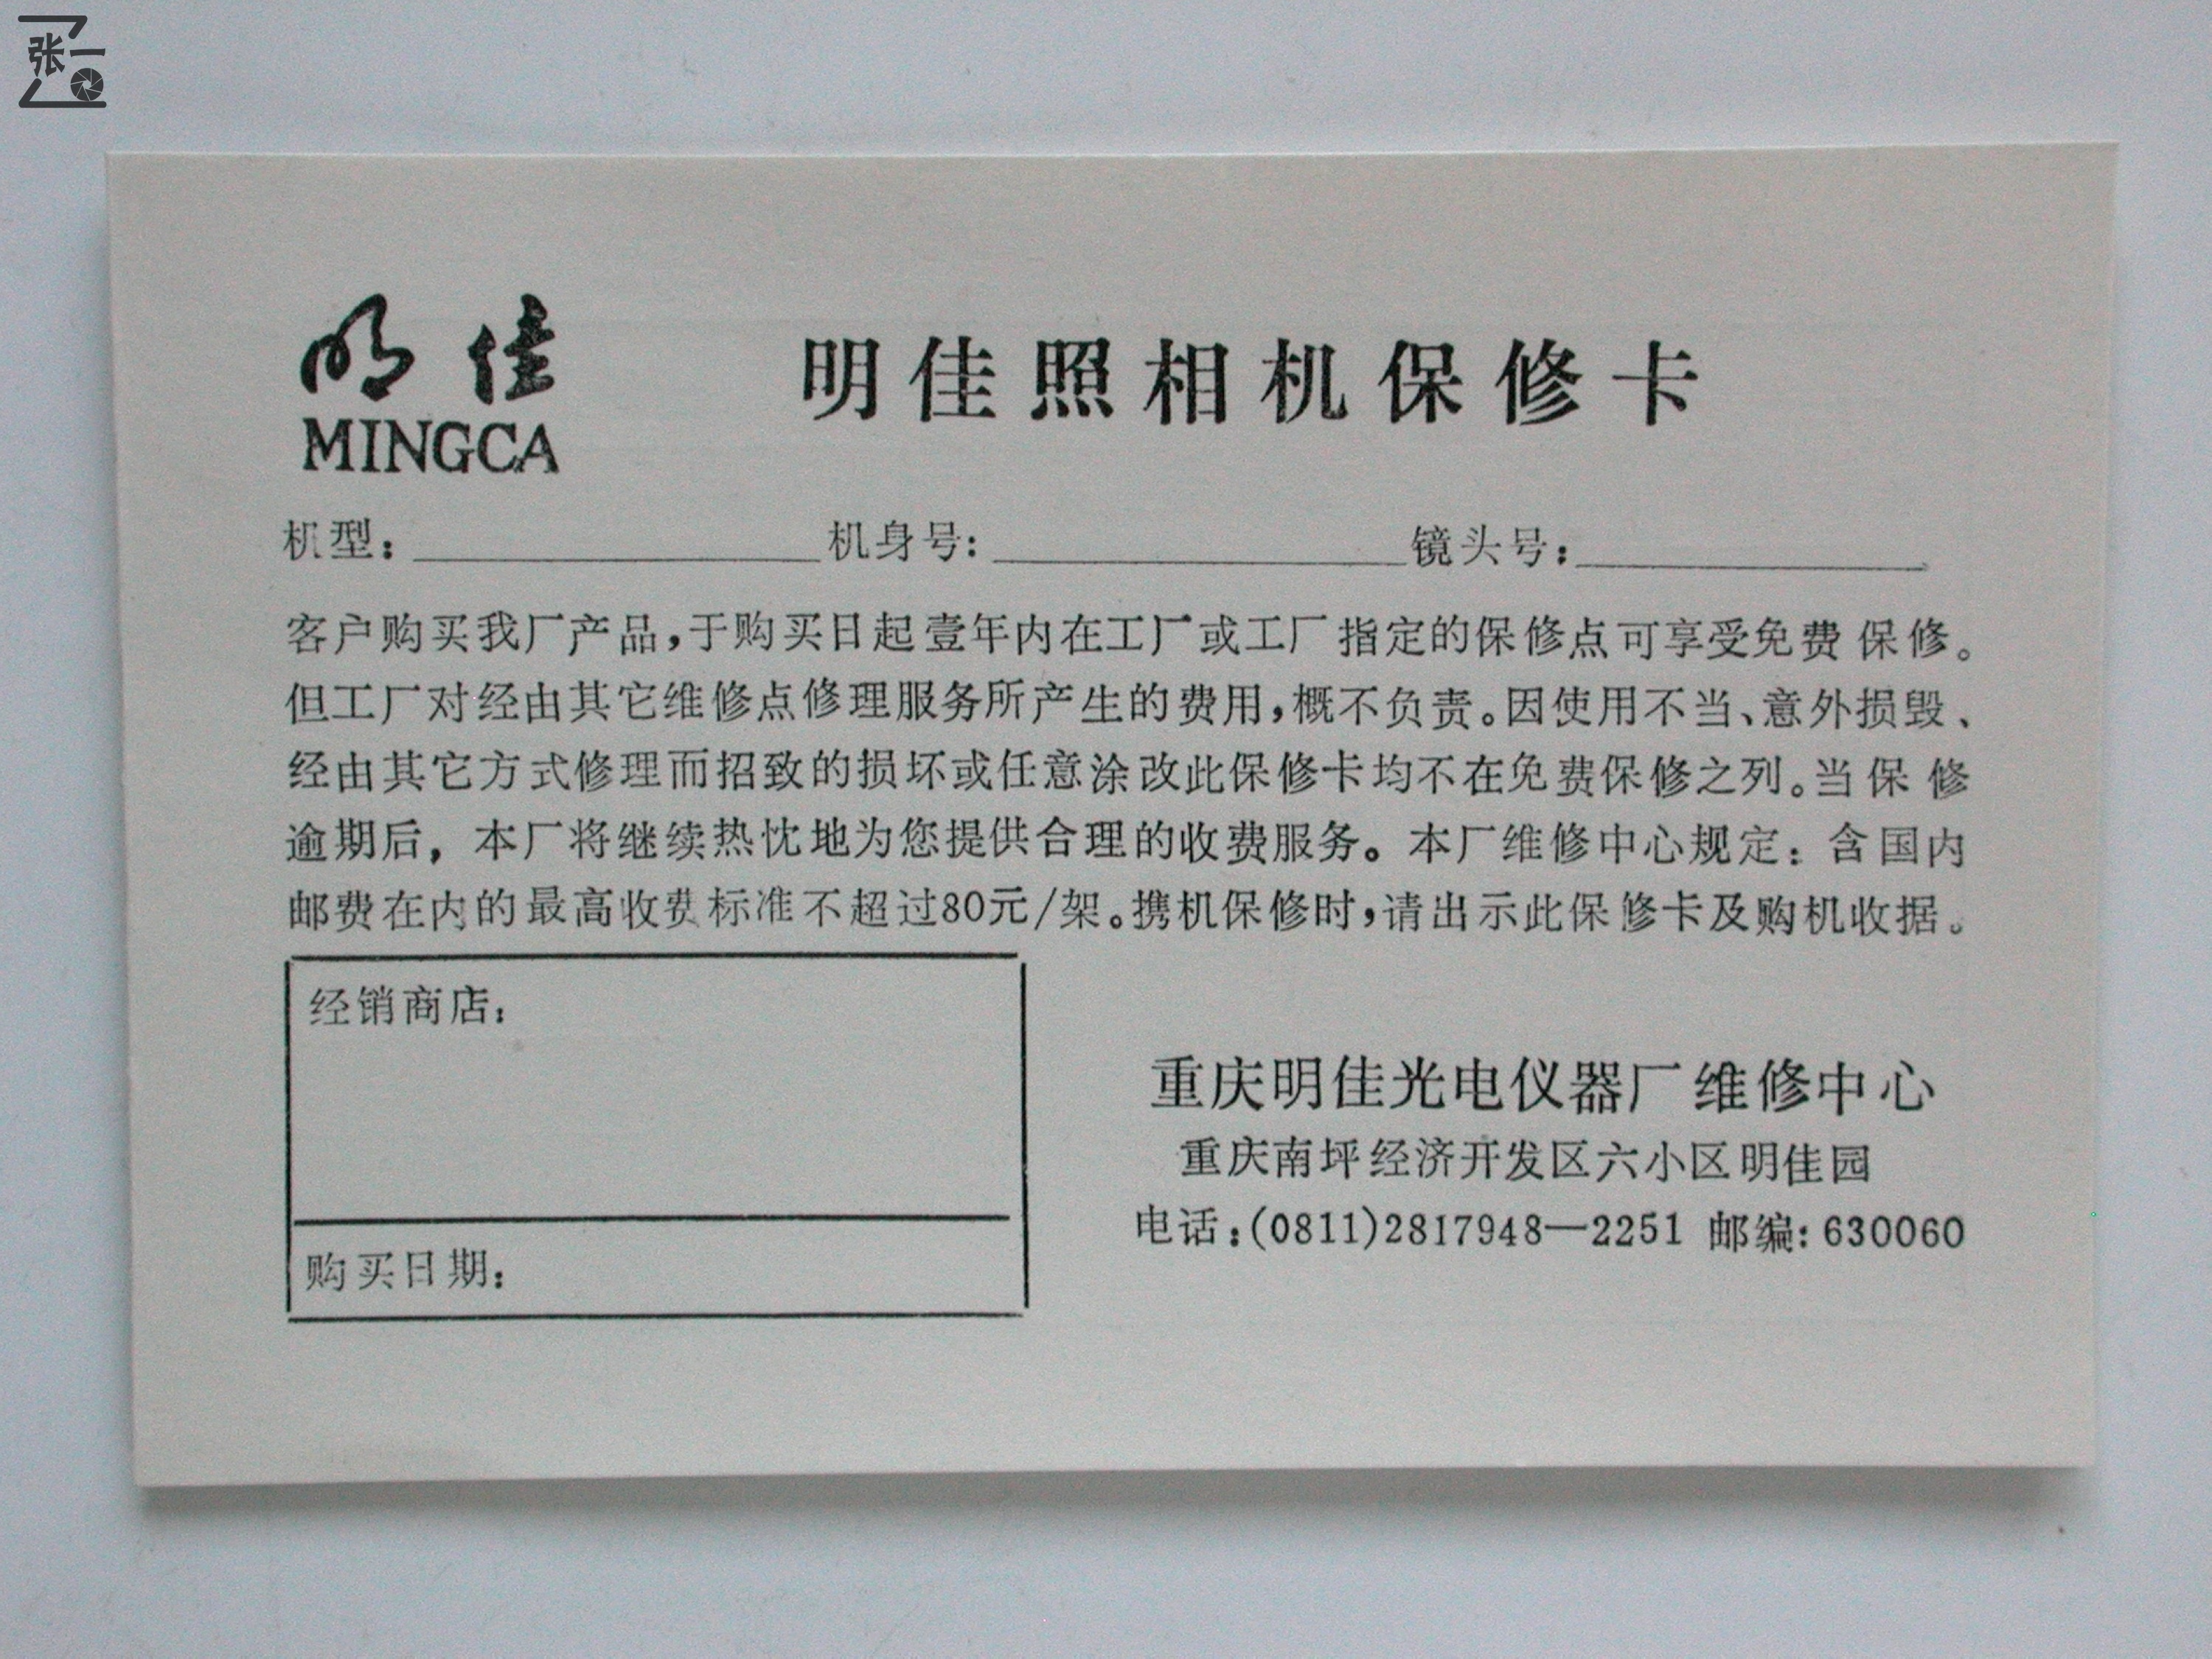 张一
明佳
MINGCA
明佳照相机保修卡
机型：
机身号：
镜头号：
客户购买我厂产品，于购买日起壹年内在工厂或工厂指定的保修点可享受免费保修。
但工厂对经由其它维修点修理服务所产生的费用，概不负责。因使用不当、意外损毁、
经由其它方式修理而招致的损坏或任意涂改此保修卡均不在免费保修之列。当保修
逾期后，本厂将继续热忱地为您提供合理的收费服务。本厂维修中心规定：含国内
邮费在内的最高收费标准不超过80元/架。携机保修时，请出示此保修卡及购机收据。
经销商店：
购买日期：
重庆明佳光电仪器厂维修中心
重庆南坪经济开发区六小区明佳园
电话：(0811)2817948—2251 邮编：630060